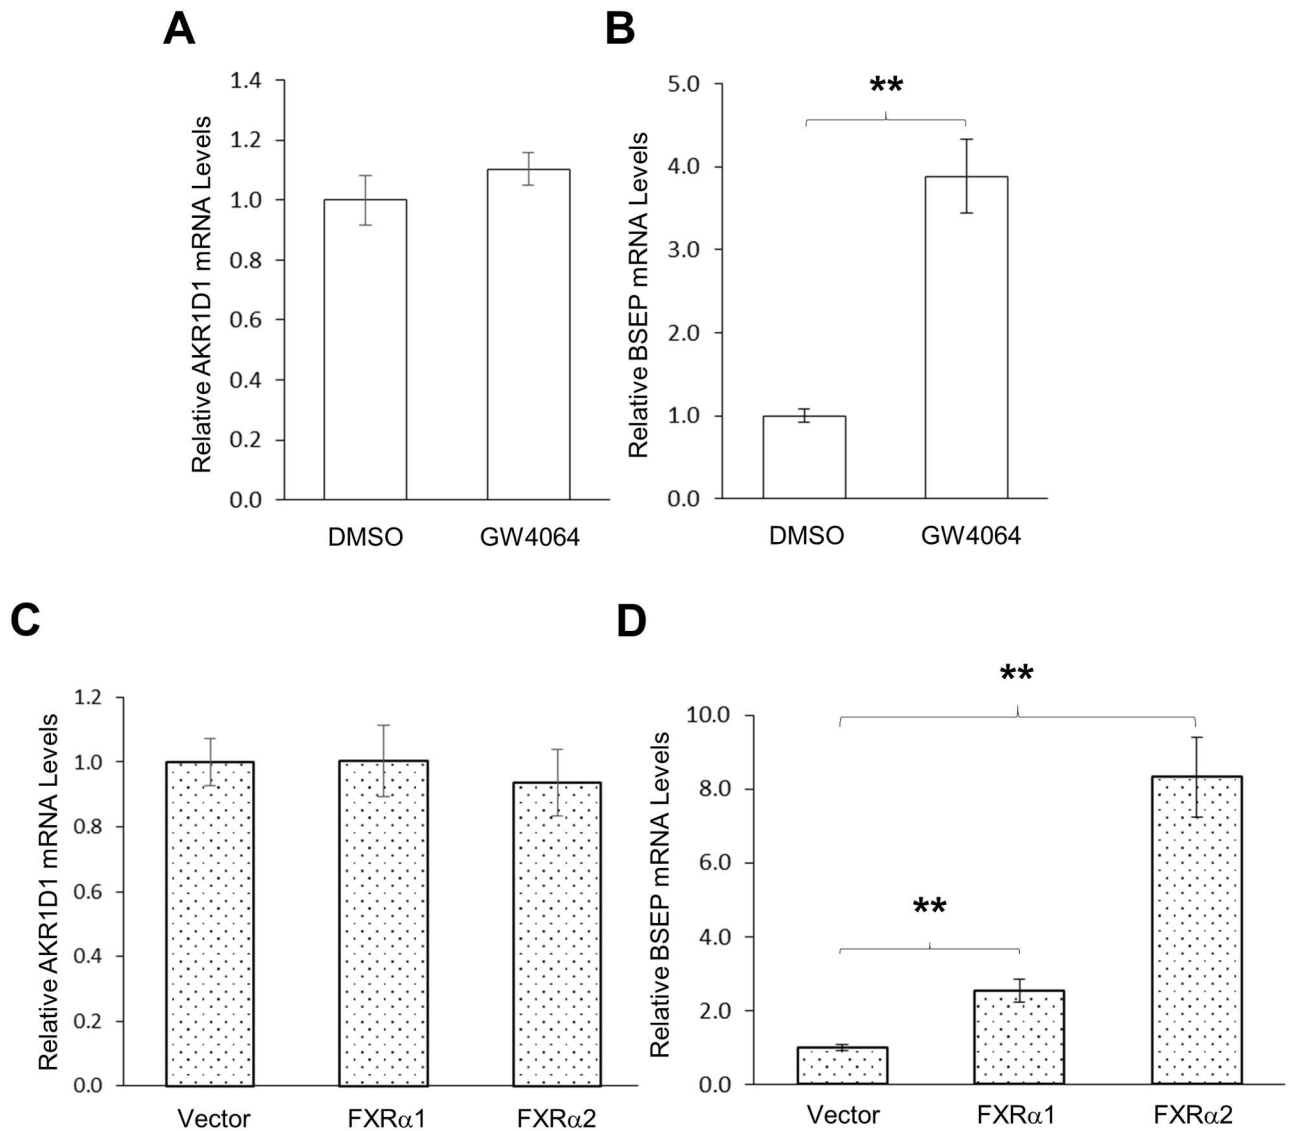 A
Relative AKR1D1 mRNA Levels
1.4
1.2
1.0
0.8
0.6
0.4
0.2
0.0
DMSO GW4064
B
Relative BSEP mRNA Levels
**
5.0
4.0
3.0
2.0
1.0
0.0
DMSO GW4064
C
Relative AKR1D1 mRNA Levels
1.2
1.0
0.8
0.6
0.4
0.2
0.0
Vector FXRα1 FXRα2
D
Relative BSEP mRNA Levels
**
**
10.0
8.0
6.0
4.0
2.0
0.0
Vector FXRα1 FXRα2